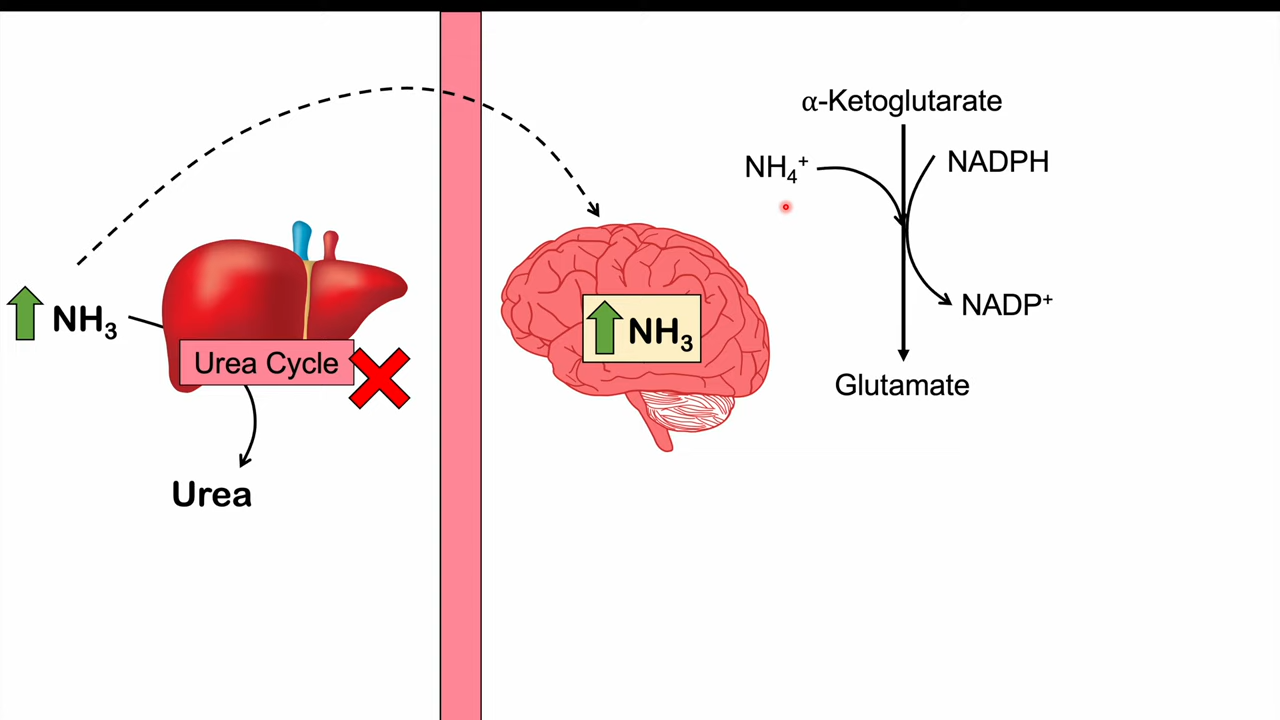 NH₃
Urea Cycle
Urea
NH₃
α-Ketoglutarate
NH₄⁺
NADPH
NADP⁺
Glutamate